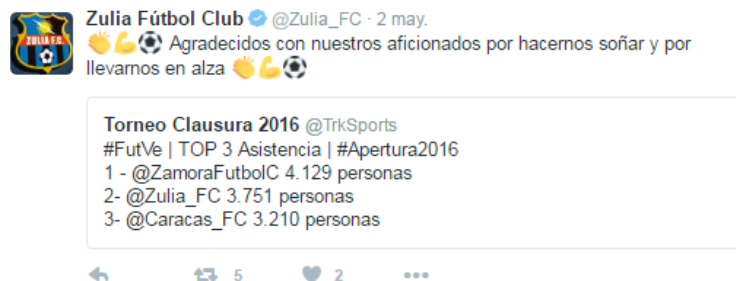 Zulia Fútbol Club @Zulia_FC · 2 may.
👏💪⚽ Agradecidos con nuestros aficionados por hacernos soñar y por
llevarnos en alza 👏💪⚽
ZULIA F.C.
Torneo Clausura 2016 @TrkSports
#FutVe | TOP 3 Asistencia | #Apertura2016
1 - @ZamoraFutbolC 4.129 personas
2- @Zulia_FC 3.751 personas
3- @Caracas_FC 3.210 personas
5 2